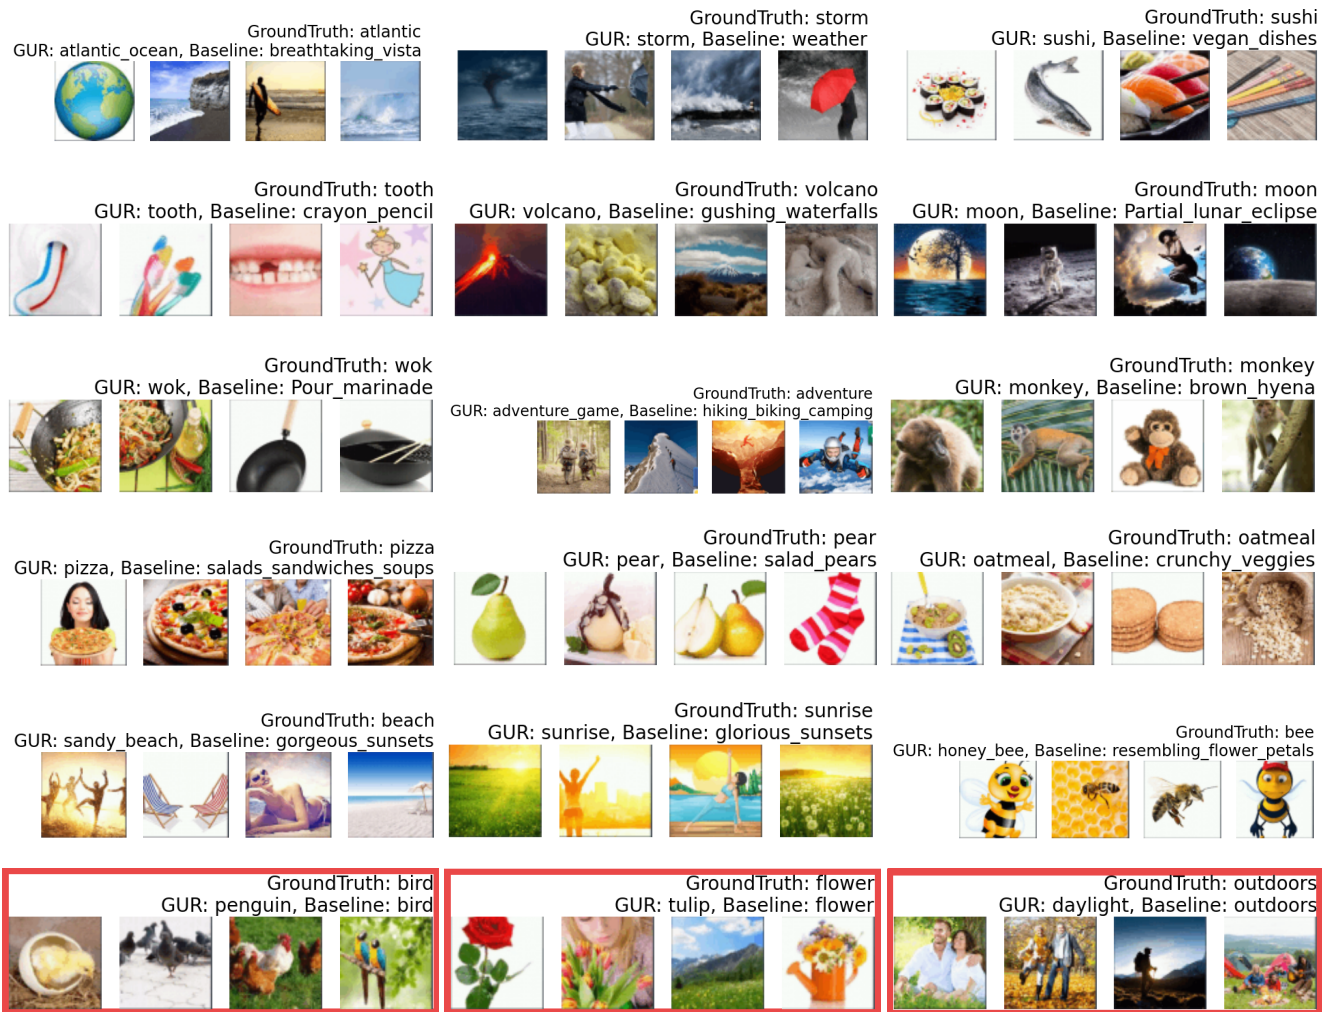 GroundTruth: atlantic
GUR: atlantic_ocean, Baseline: breathtaking_vista
GroundTruth: storm
GUR: storm, Baseline: weather
GroundTruth: sushi
GUR: sushi, Baseline: vegan_dishes
GroundTruth: tooth
GUR: tooth, Baseline: crayon_pencil
GroundTruth: volcano
GUR: volcano, Baseline: gushing_waterfalls
GroundTruth: moon
GUR: moon, Baseline: Partial_lunar_eclipse
GroundTruth: wok
GUR: wok, Baseline: Pour_marinade
GroundTruth: adventure
GUR: adventure_game, Baseline: hiking_biking_camping
GroundTruth: monkey
GUR: monkey, Baseline: brown_hyena
GroundTruth: pizza
GUR: pizza, Baseline: salads_sandwiches_soups
GroundTruth: pear
GUR: pear, Baseline: salad_pears
GroundTruth: oatmeal
GUR: oatmeal, Baseline: crunchy_veggies
GroundTruth: beach
GUR: sandy_beach, Baseline: gorgeous_sunsets
GroundTruth: sunrise
GUR: sunrise, Baseline: glorious_sunsets
GroundTruth: bee
GUR: honey_bee, Baseline: resembling_flower_petals
GroundTruth: bird
GUR: penguin, Baseline: bird
GroundTruth: flower
GUR: tulip, Baseline: flower
GroundTruth: outdoors
GUR: daylight, Baseline: outdoors